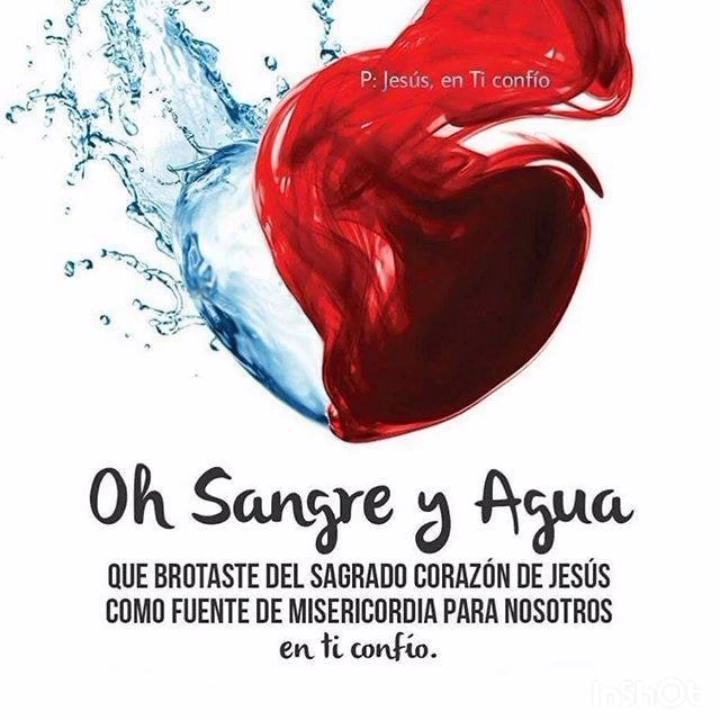 P: Jesús, en Ti confío
Oh Sangre y Agua
QUE BROTASTE DEL SAGRADO CORAZÓN DE JESÚS
COMO FUENTE DE MISERICORDIA PARA NOSOTROS
en ti confío.
InShOt